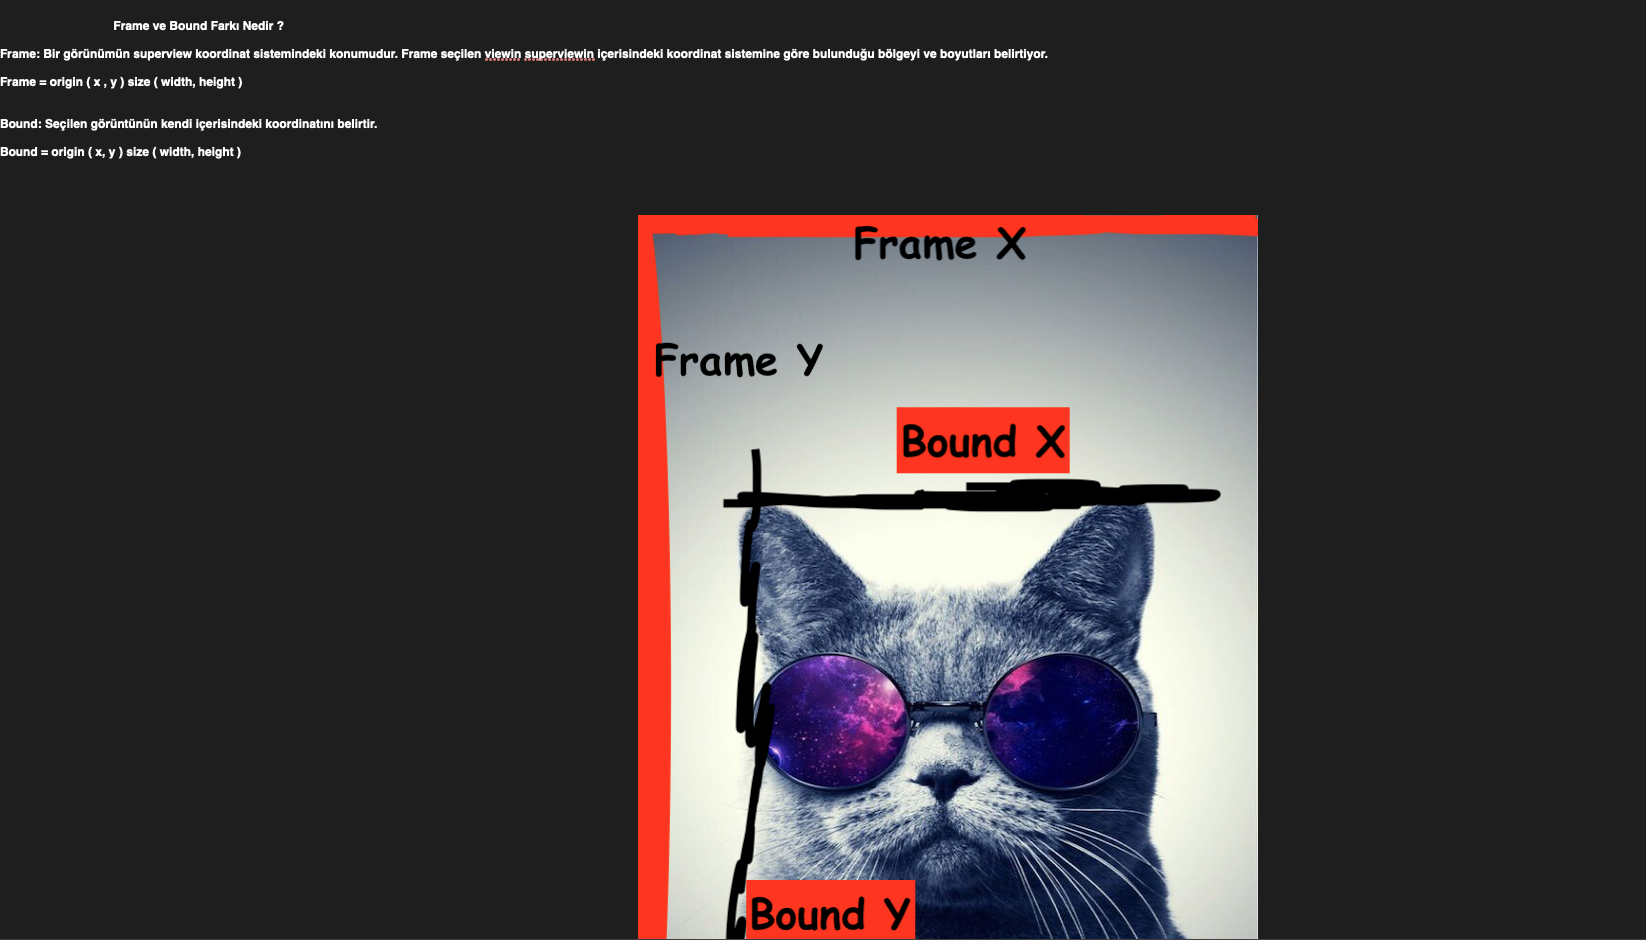 Frame ve Bound Farkı Nedir ?
Frame: Bir görünümün superview koordinat sistemindeki konumudur. Frame seçilen viewin superviewin içerisindeki koordinat sistemine göre bulunduğu bölgeyi ve boyutları belirtiyor.
Frame = origin ( x , y ) size ( width, height )
Bound: Seçilen görüntünün kendi içerisindeki koordinatını belirtir.
Bound = origin ( x, y ) size ( width, height )
Frame X
Frame Y
Bound X
Bound Y